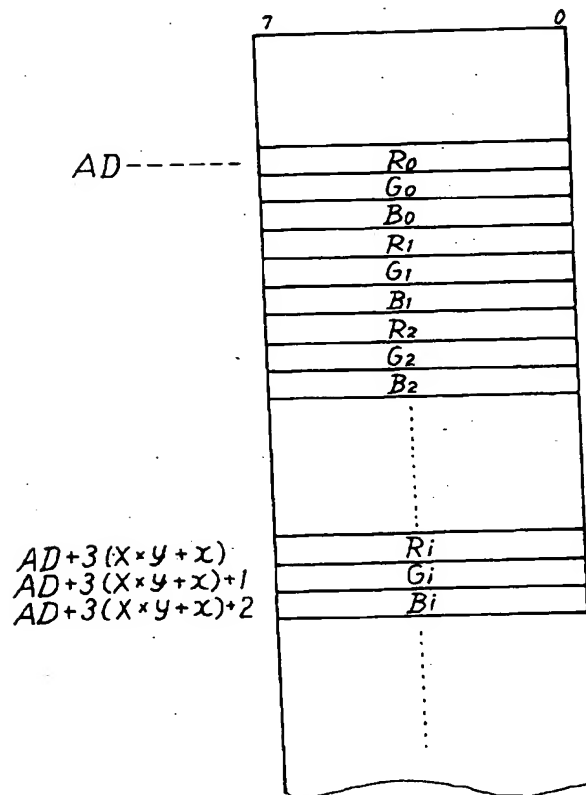 7 0
AD
R0
G0
B0
R1
G1
B1
R2
G2
B2
AD+3(X×y+x) Ri
AD+3(X×y+x)+1 Gi
AD+3(X×y+x)+2 Bi